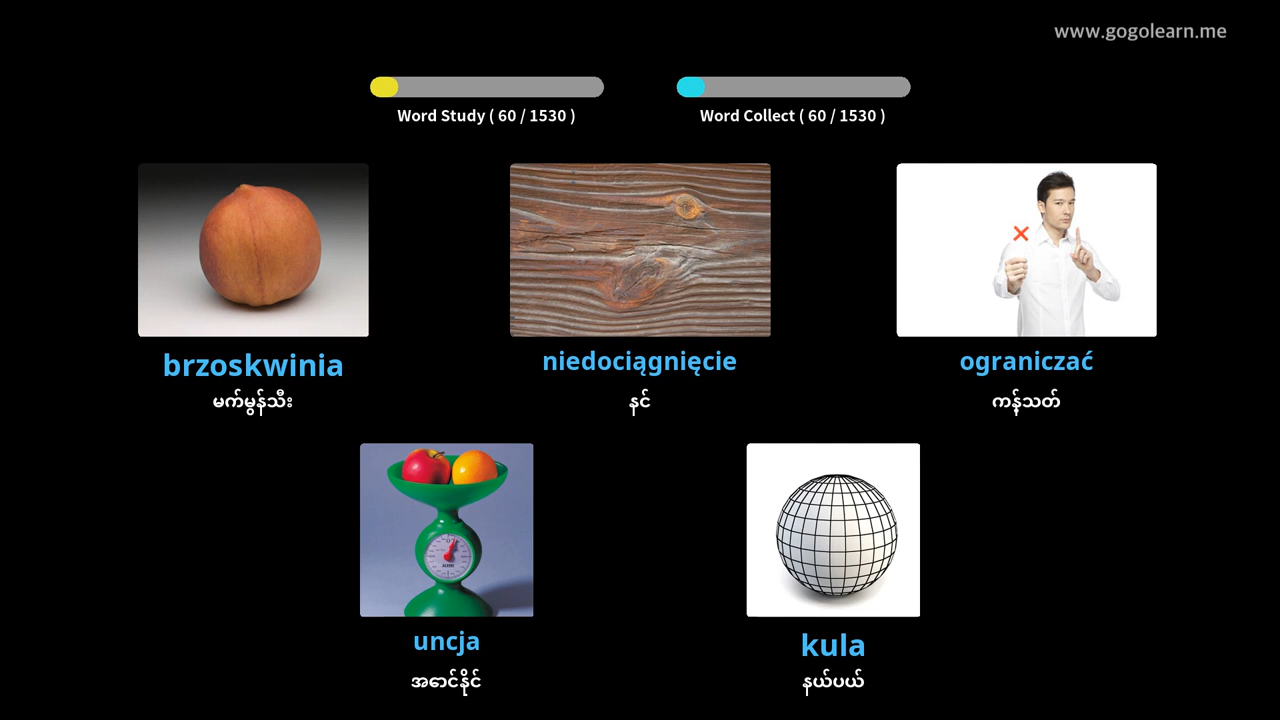 www.gogolearn.me
Word Study ( 60 / 1530 )
Word Collect ( 60 / 1530 )
brzoskwinia
niedociągnięcie
ograniczać
မက်မွန်သီး
နင်
ကန့်သတ်
uncja
kula
အောင်နိုင်
နယ်ပယ်